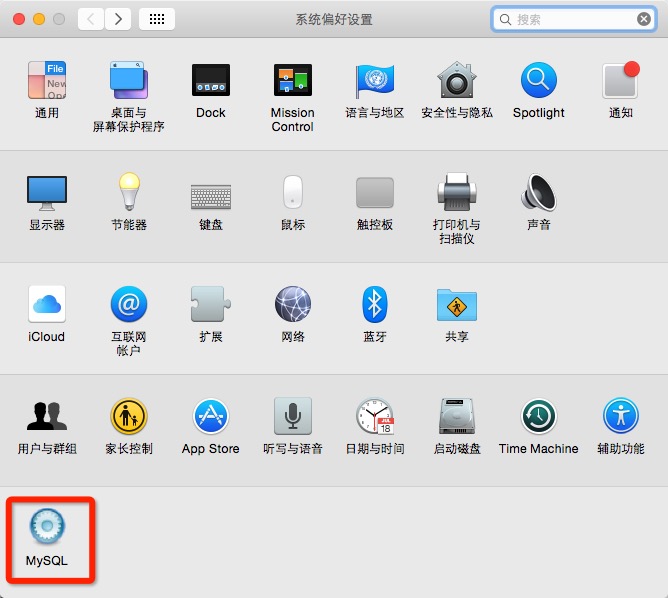 系统偏好设置
搜索
File
New
Ope
通用
桌面与
屏幕保护程序
Dock
Mission
Control
语言与地区
安全性与隐私
Spotlight
通知
显示器
节能器
键盘
鼠标
触控板
打印机与
扫描仪
声音
iCloud
互联网
帐户
扩展
网络
蓝牙
共享
用户与群组
家长控制
App Store
听写与语音
JUL
18
日期与时间
启动磁盘
Time Machine
辅助功能
MySQL